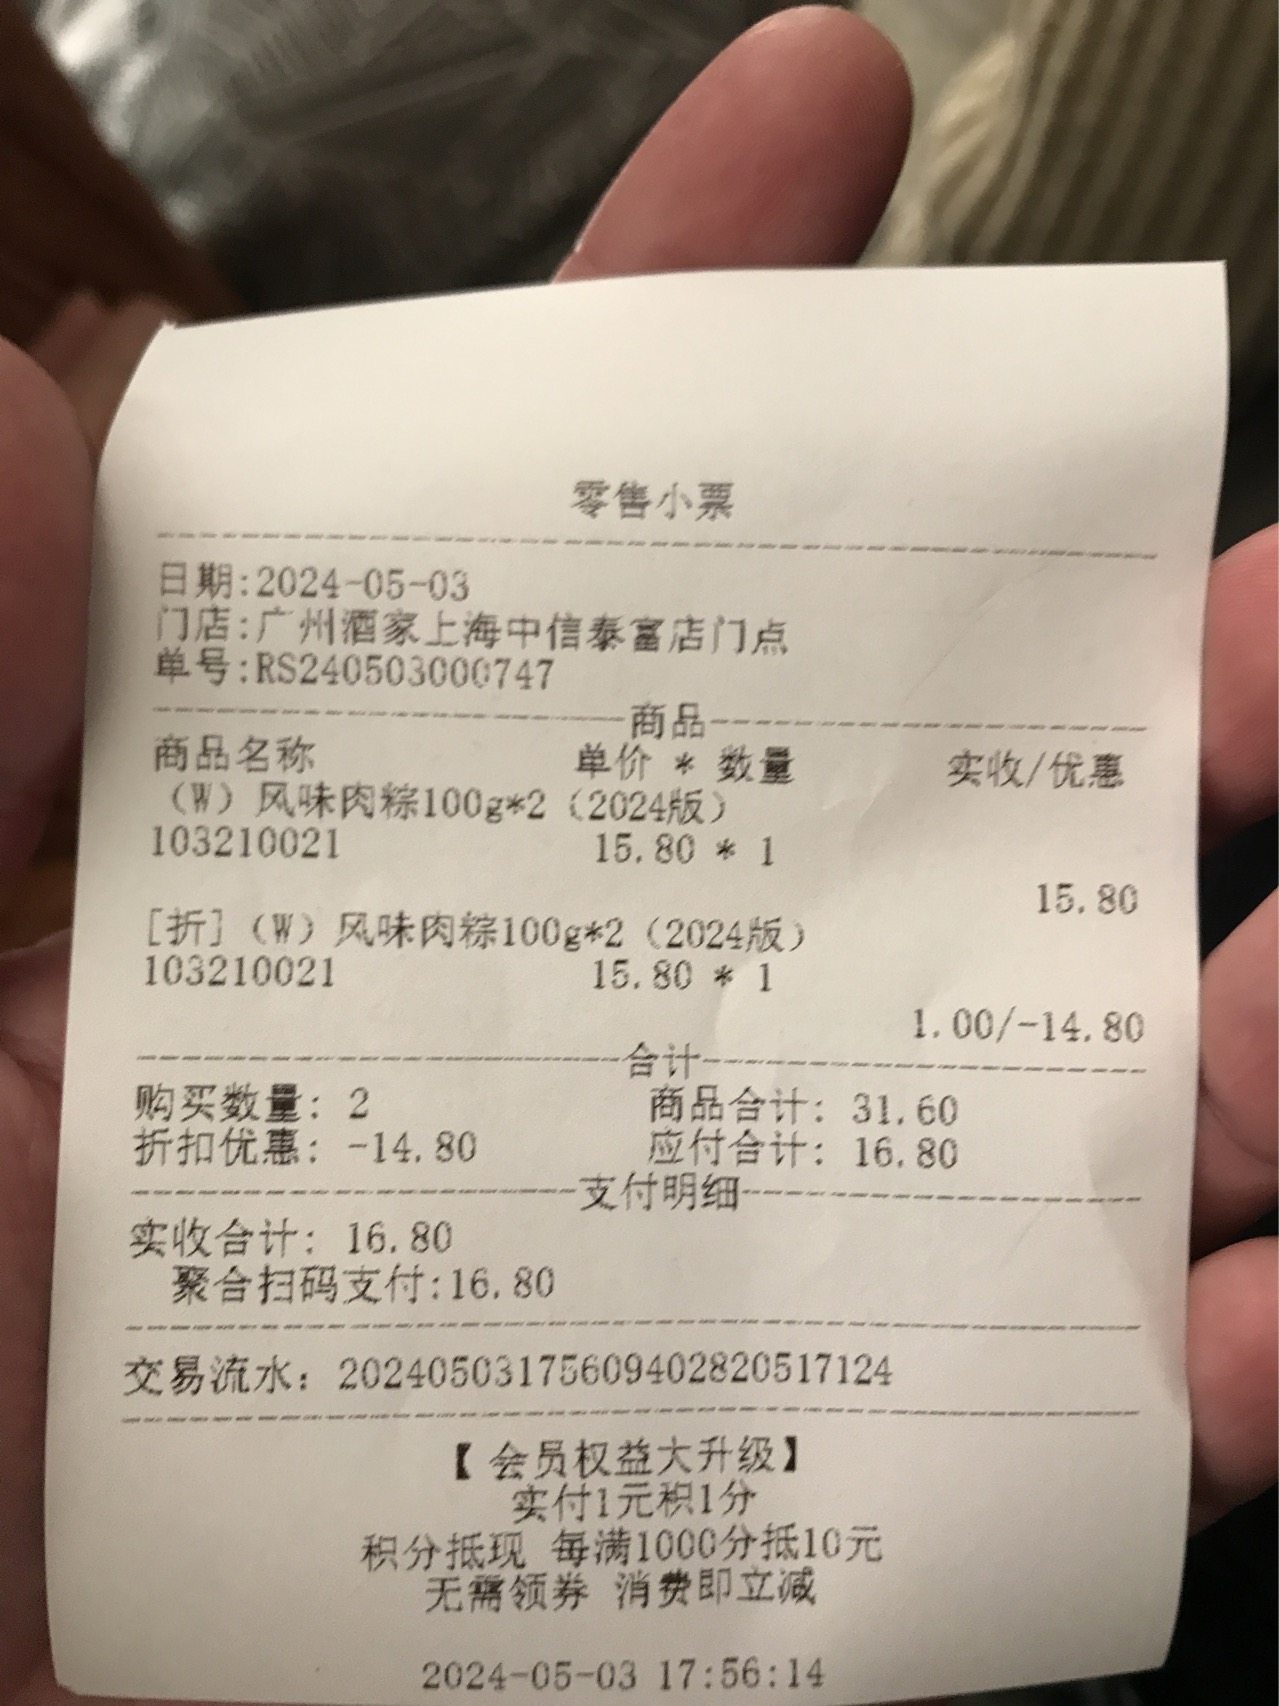 零售小票
日期:2024-05-03
门店:广州酒家上海中信泰富店门点
单号:RS240503000747
商品
商品名称 单价 * 数量 实收/优惠
（W）风味肉粽100g*2（2024版）
103210021 15.80 * 1
15.80
[折]（W）风味肉粽100g*2（2024版）
103210021 15.80 * 1
1.00/-14.80
合计
购买数量: 2 商品合计: 31.60
折扣优惠: -14.80 应付合计: 16.80
支付明细
实收合计: 16.80
聚合扫码支付:16.80
交易流水: 20240503175609402820517124
【 会员权益大升级】
实付1元积1分
积分抵现 每满1000分抵10元
无需领券 消费即立减
2024-05-03 17:56:14